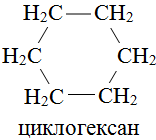 H₂C — CH₂
H₂C CH₂
H₂C — CH₂
циклогексан